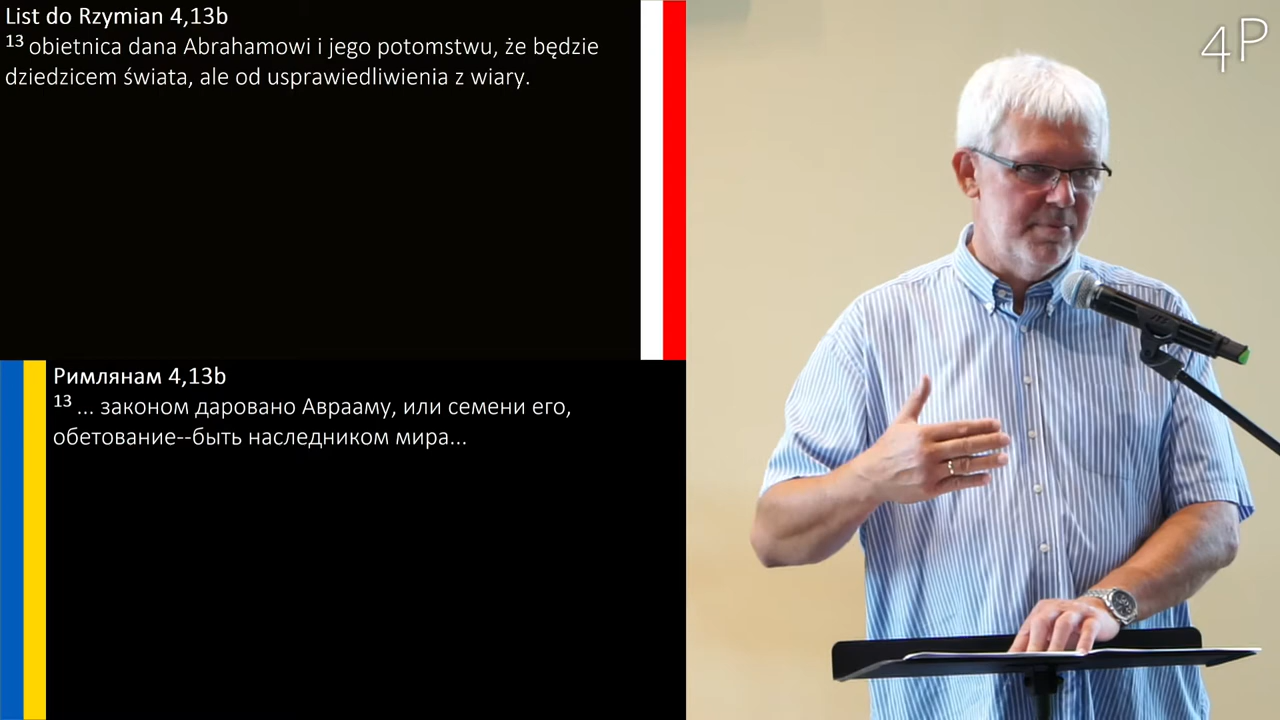 List do Rzymian 4,13b
13 obietnica dana Abrahamowi i jego potomstwu, że będzie
dziedzicem świata, ale od usprawiedliwienia z wiary.
4P
Римлянам 4,13b
13 ... законом даровано Аврааму, или семени его,
обетование--быть наследником мира...